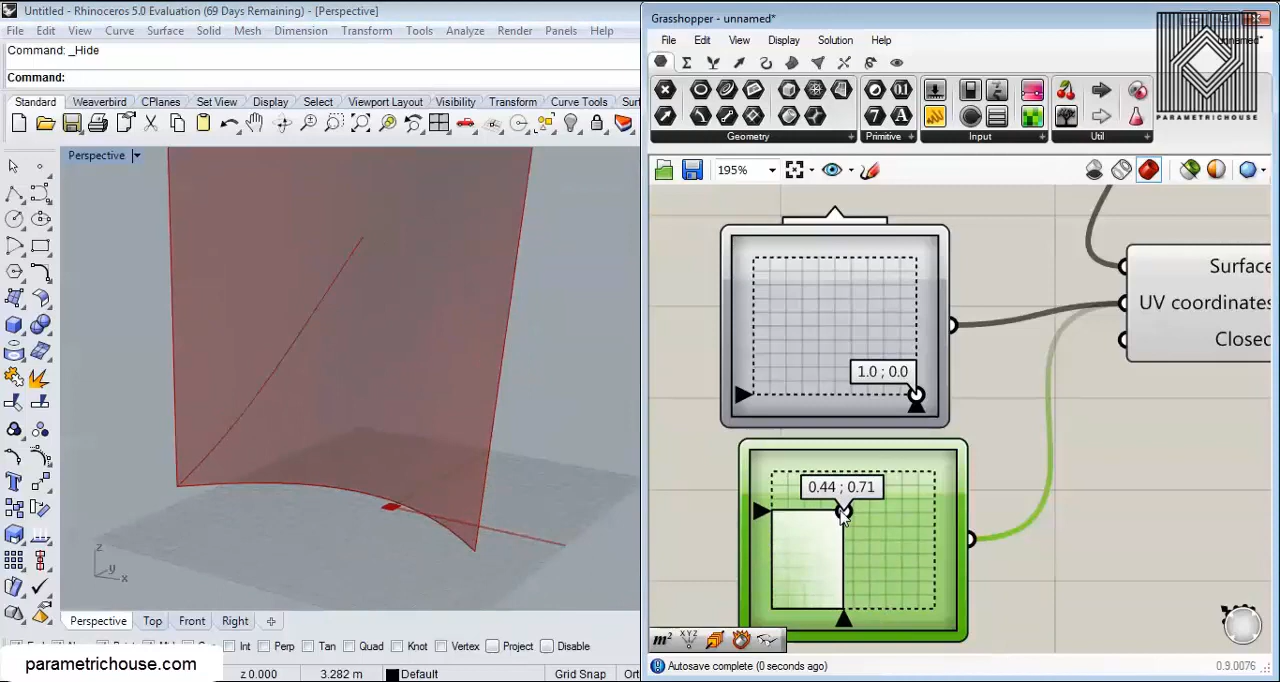 Untitled - Rhinoceros 5.0 Evaluation (69 Days Remaining) - [Perspective]
File Edit View Curve Surface Solid Mesh Dimension Transform Tools Analyze Render Panels Help
Command: _Hide
Command:
Standard Weaverbird CPlanes Set View Display Select Viewport Layout Visibility Transform Curve Tools Sur
Perspective
z
y
x
Perspective Top Front Right
Int Perp Tan Quad Knot Vertex Project Disable
parametrichouse.com
z 0.000 3.282 m Default Grid Snap Ort
Grasshopper - unnamed*
File Edit View Display Solution Help
Geometry Primitive Input Util
PARAMETRICHOUSE
195%
Surface
UV coordinates
Closed
1.0 ; 0.0
0.44 ; 0.71
Autosave complete (0 seconds ago)
0.9.0076